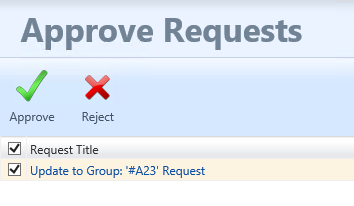 Approve Requests
Approve Reject
Request Title
Update to Group: '#A23' Request